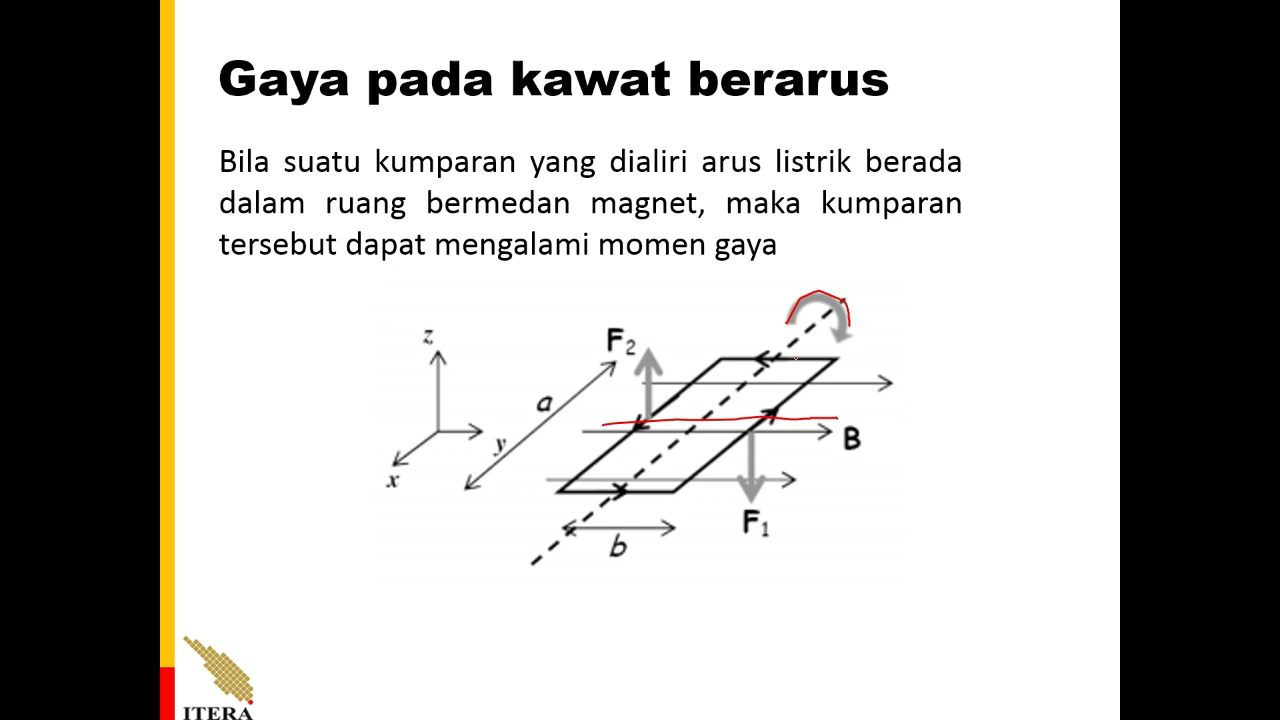 Gaya pada kawat berarus
Bila suatu kumparan yang dialiri arus listrik berada
dalam ruang bermedan magnet, maka kumparan
tersebut dapat mengalami momen gaya
z
F2
a
y
B
x
F1
b
ITERA